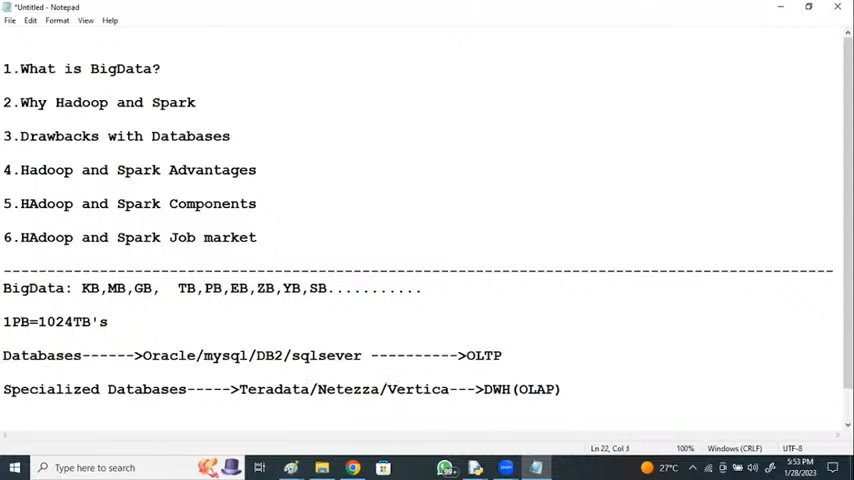 *Untitled - Notepad
File Edit Format View Help
1.What is BigData?
2.Why Hadoop and Spark
3.Drawbacks with Databases
4.Hadoop and Spark Advantages
5.HAdoop and Spark Components
6.HAdoop and Spark Job market
------------------------------------------------------------------------------------------------
BigData: KB,MB,GB,  TB,PB,EB,ZB,YB,SB...........
1PB=1024TB's
Databases------>Oracle/mysql/DB2/sqlsever ---------->OLTP
Specialized Databases----->Teradata/Netezza/Vertica--->DWH(OLAP)
Ln 22, Col 1 100% Windows (CRLF) UTF-8
Type here to search 99+ 27°C 5:53 PM
1/28/2023